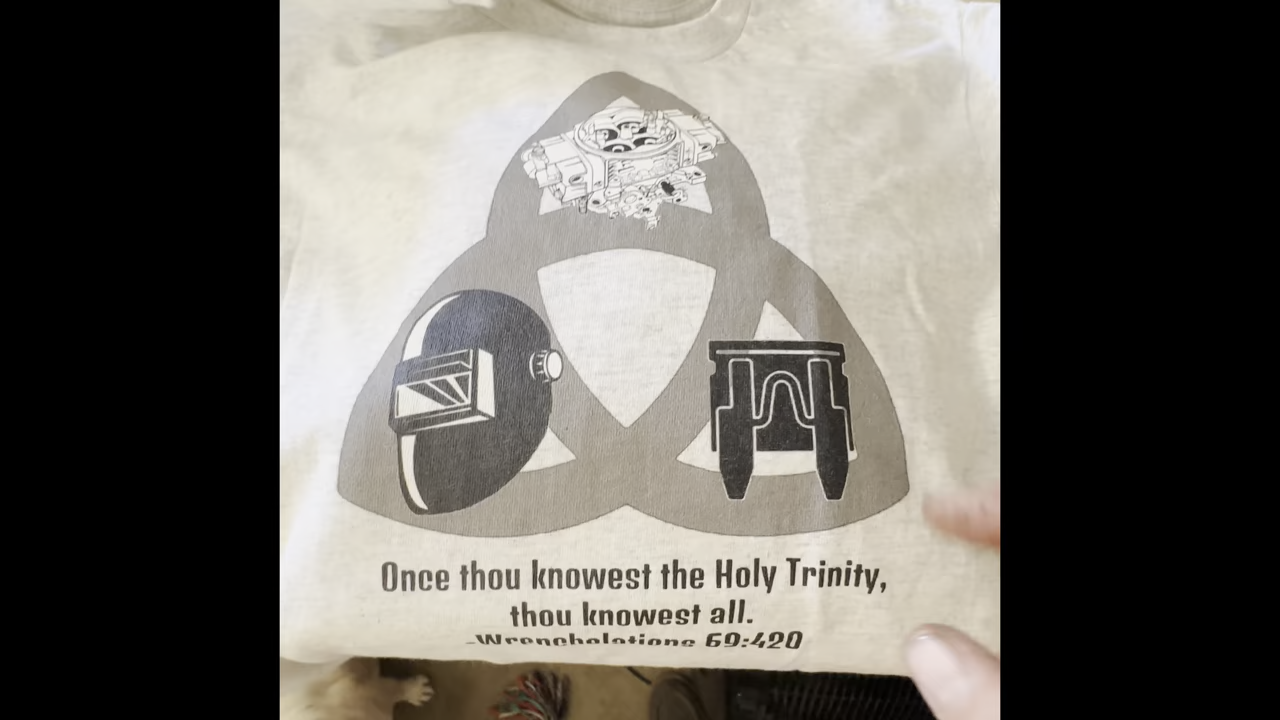 Once thou knowest the Holy Trinity,
thou knowest all.
-Wrenchelations 69:420